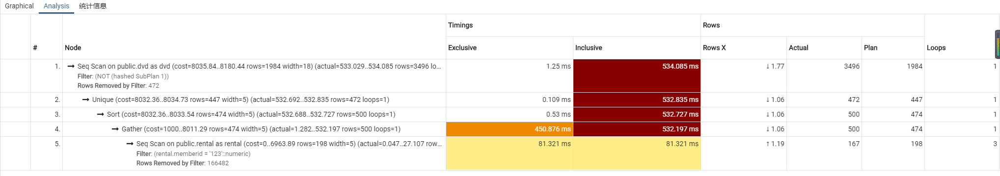 Graphical Analysis 统计信息
Timings Rows
# Node Exclusive Inclusive Rows X Actual Plan Loops
1. Seq Scan on public.dvd as dvd (cost=8035.84..8180.44 rows=1984 width=18) (actual=533.029..534.085 rows=3496 lo... 1.25 ms 534.085 ms ↓ 1.77 3496 1984 1
Filter: (NOT (hashed SubPlan 1))
Rows Removed by Filter: 472
2. Unique (cost=8032.36..8034.73 rows=447 width=5) (actual=532.692..532.835 rows=472 loops=1) 0.109 ms 532.835 ms ↓ 1.06 472 447 1
3. Sort (cost=8032.36..8033.54 rows=474 width=5) (actual=532.688..532.727 rows=500 loops=1) 0.53 ms 532.727 ms ↓ 1.06 500 474 1
4. Gather (cost=1000..8011.29 rows=474 width=5) (actual=1.282..532.197 rows=500 loops=1) 450.876 ms 532.197 ms ↓ 1.06 500 474 1
5. Seq Scan on public.rental as rental (cost=0..6963.89 rows=198 width=5) (actual=0.047..27.107 row... 81.321 ms 81.321 ms ↑ 1.19 167 198 3
Filter: (rental.memberid = '123'::numeric)
Rows Removed by Filter: 166482